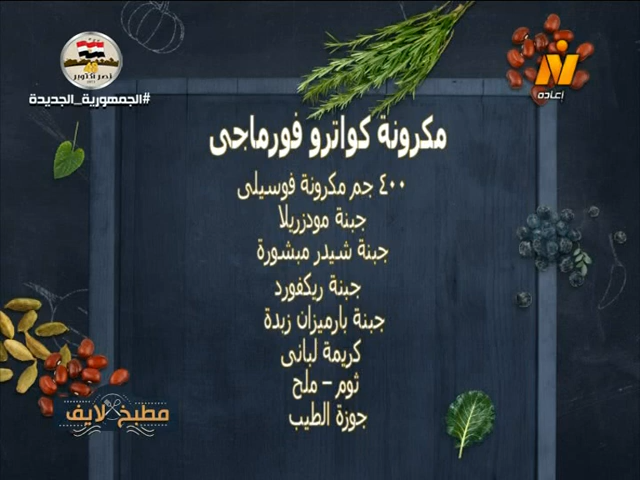 نصر أكتوبر
#الجمهورية_الجديدة
إعادة
مكرونة كواترو فورماجى
٤٠٠ جم مكرونة فوسيلى
جبنة مودزريلا
جبنة شيدر مبشورة
جبنة ريكفورد
جبنة بارميزان زبدة
كريمة لبانى
ثوم – ملح
جوزة الطيب
مطبخ لايف